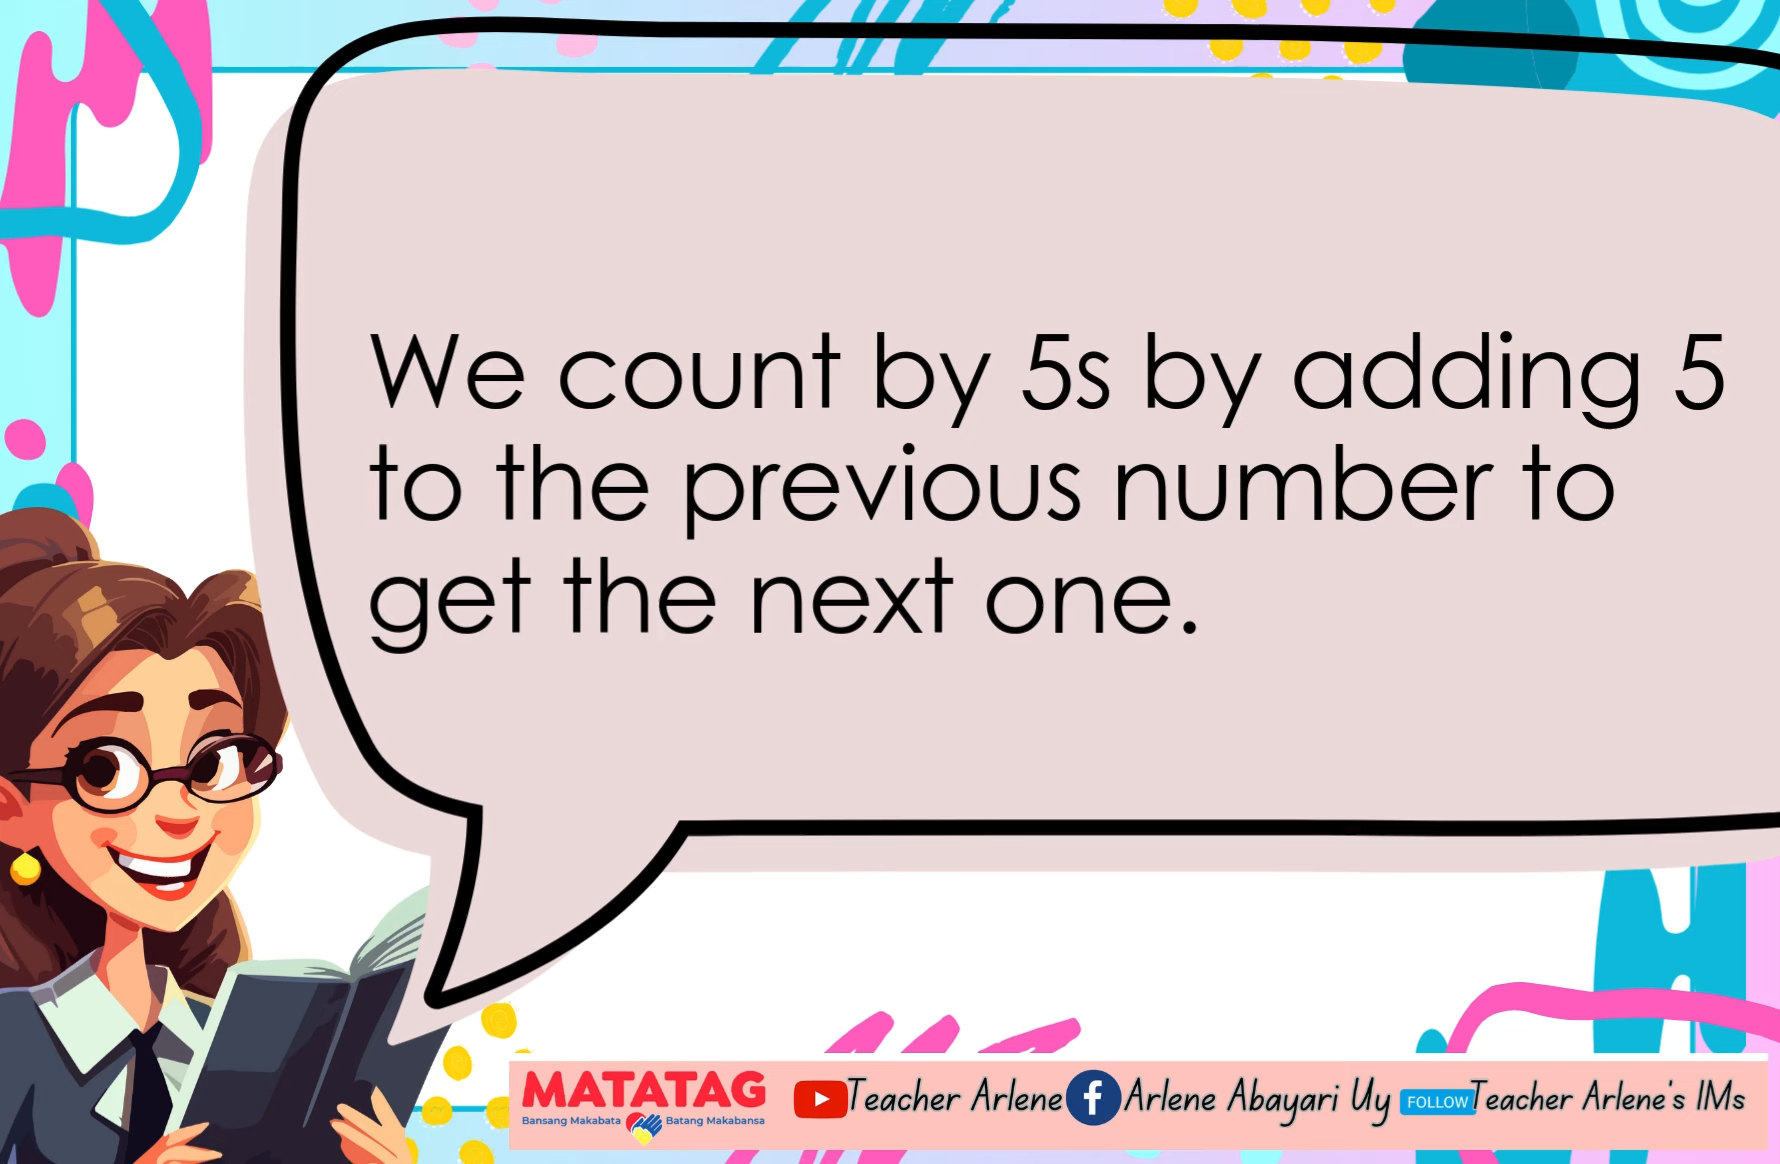 We count by 5s by adding 5
to the previous number to
get the next one.
MATATAG
Bansang Makabata Batang Makabansa
Teacher Arlene
Arlene Abayari Uy
FOLLOW
Teacher Arlene's IMs